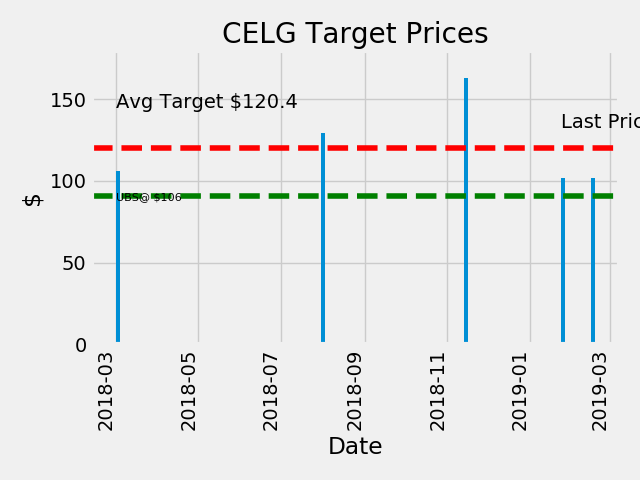 CELG Target Prices
Avg Target $120.4
Last Pric
UBS@ $106
$
150
100
50
0
2018-03
2018-05
2018-07
2018-09
2018-11
2019-01
2019-03
Date